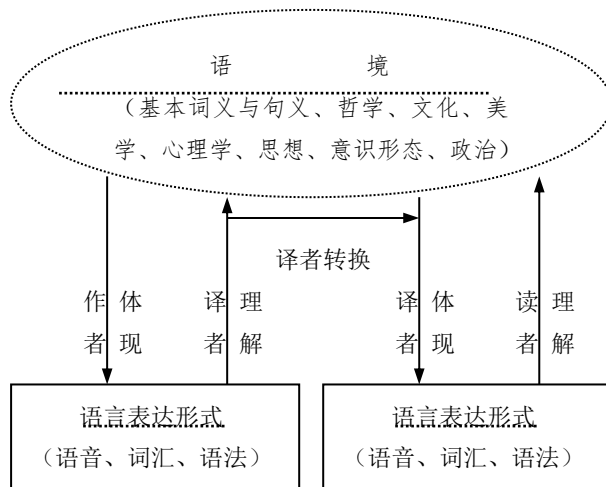 语 境
（基本词义与句义、哲学、文化、美
学、心理学、思想、意识形态、政治）
译者转换
作 体 译 理 译 体 读 理
者 现 者 解 者 现 者 解
语言表达形式 语言表达形式
（语音、词汇、语法） （语音、词汇、语法）